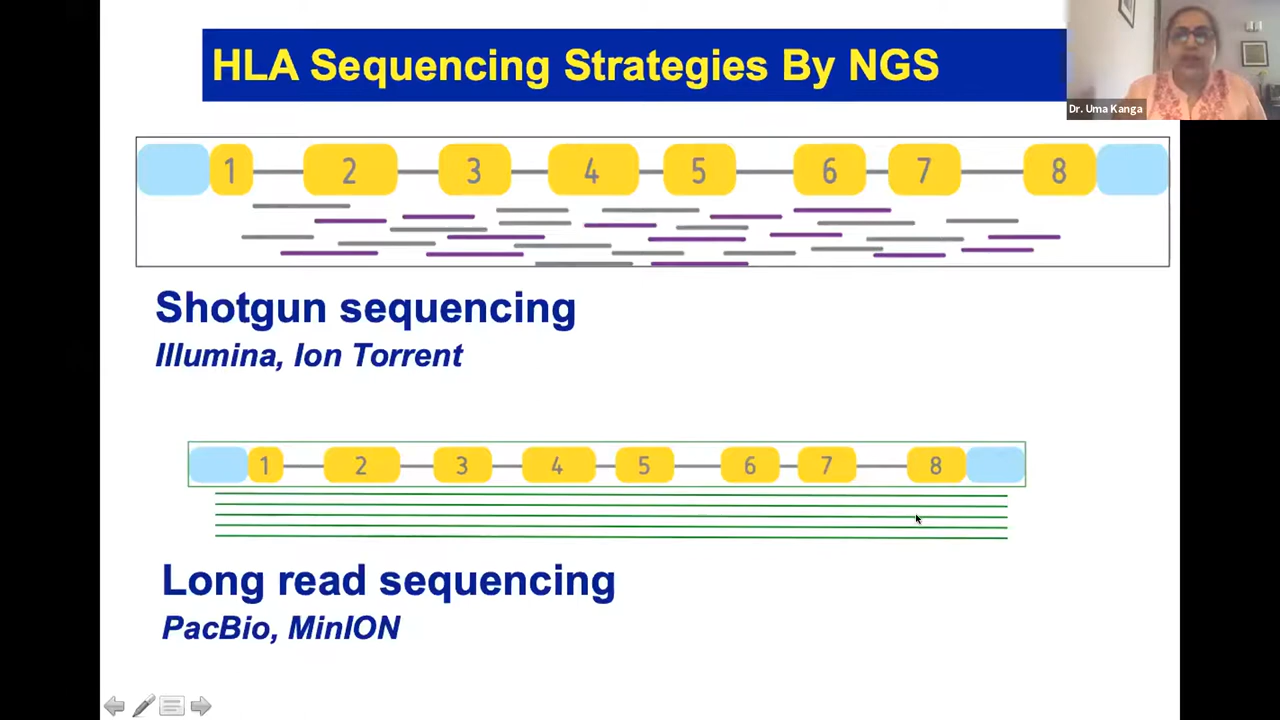 HLA Sequencing Strategies By NGS
Dr. Uma Kanga
1 2 3 4 5 6 7 8
Shotgun sequencing
Illumina, Ion Torrent
1 2 3 4 5 6 7 8
Long read sequencing
PacBio, MinION